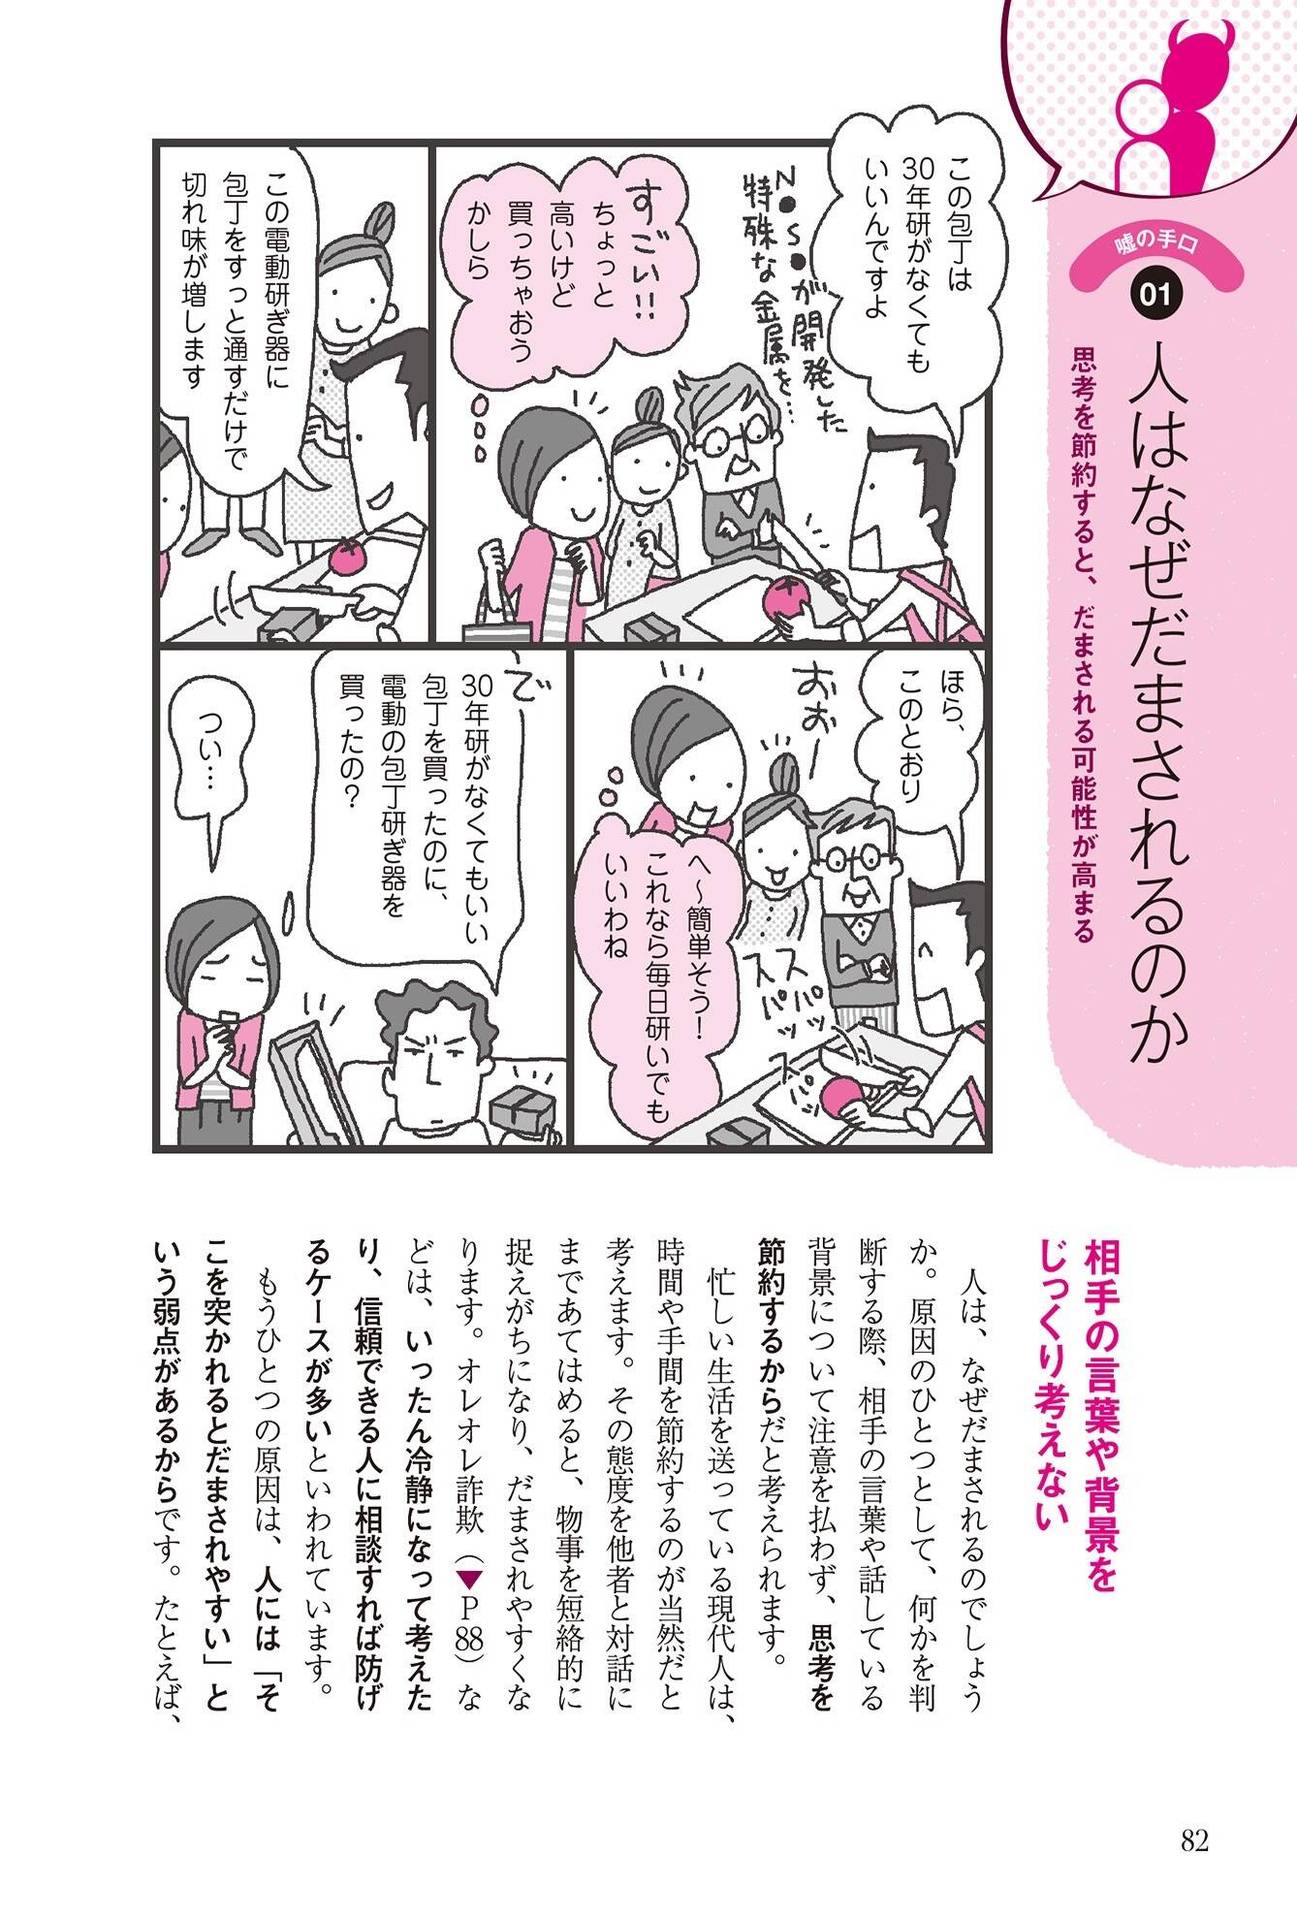 嘘の手口
01
人はなぜだまされるのか
思考を節約すると、だまされる可能性が高まる
この包丁は
30年研がなくても
いいんですよ
N●S●が開発した
特殊な金属を…
すごい!!
ちょっと
高いけど
買っちゃおう
かしら
この電動研ぎ器に
包丁をすっと通すだけで
切れ味が増します
ほら、
このとおり
おおー
スパッ
スパッ
スパッ
へ〜簡単そう!
これなら毎日研いでも
いいわね
で
30年研がなくてもいい
包丁を買ったのに、
電動の包丁研ぎ器を
買ったの?
つい…
相手の言葉や背景を
じっくり考えない
人は、なぜだまされるのでしょう
か。原因のひとつとして、何かを判
断する際、相手の言葉や話している
背景について注意を払わず、思考を
節約するからだと考えられます。
忙しい生活を送っている現代人は、
時間や手間を節約するのが当然だと
考えます。その態度を他者と対話に
まであてはめると、物事を短絡的に
捉えがちになり、だまされやすくな
ります。オレオレ詐欺(▼P88)な
どは、いったん冷静になって考えた
り、信頼できる人に相談すれば防げ
るケースが多いといわれています。
もうひとつの原因は、人には「そ
こを突かれるとだまされやすい」と
いう弱点があるからです。たとえば、
82